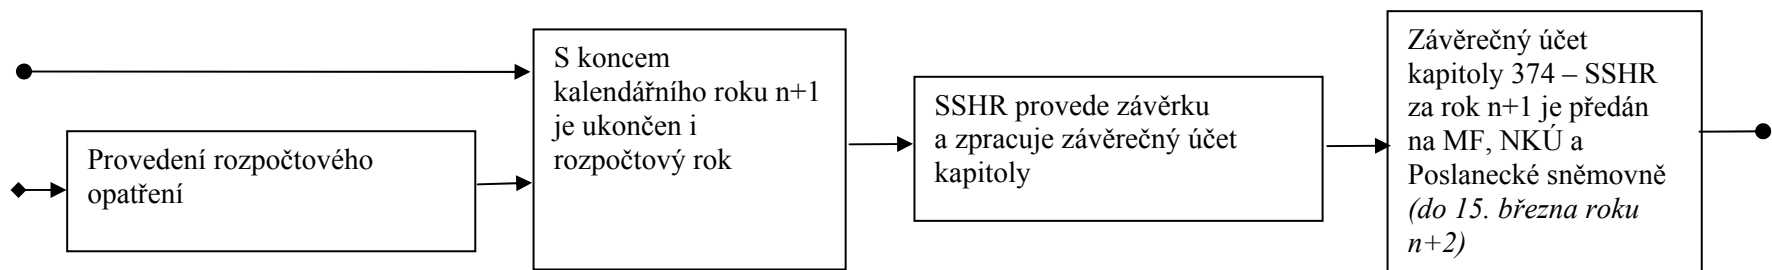 Provedení rozpočtového
opatření
S koncem
kalendářního roku n+1
je ukončen i
rozpočtový rok
SSHR provede závěrku
a zpracuje závěrečný účet
kapitoly
Závěrečný účet
kapitoly 374 – SSHR
za rok n+1 je předán
na MF, NKÚ a
Poslanecké sněmovně
(do 15. března roku
n+2)